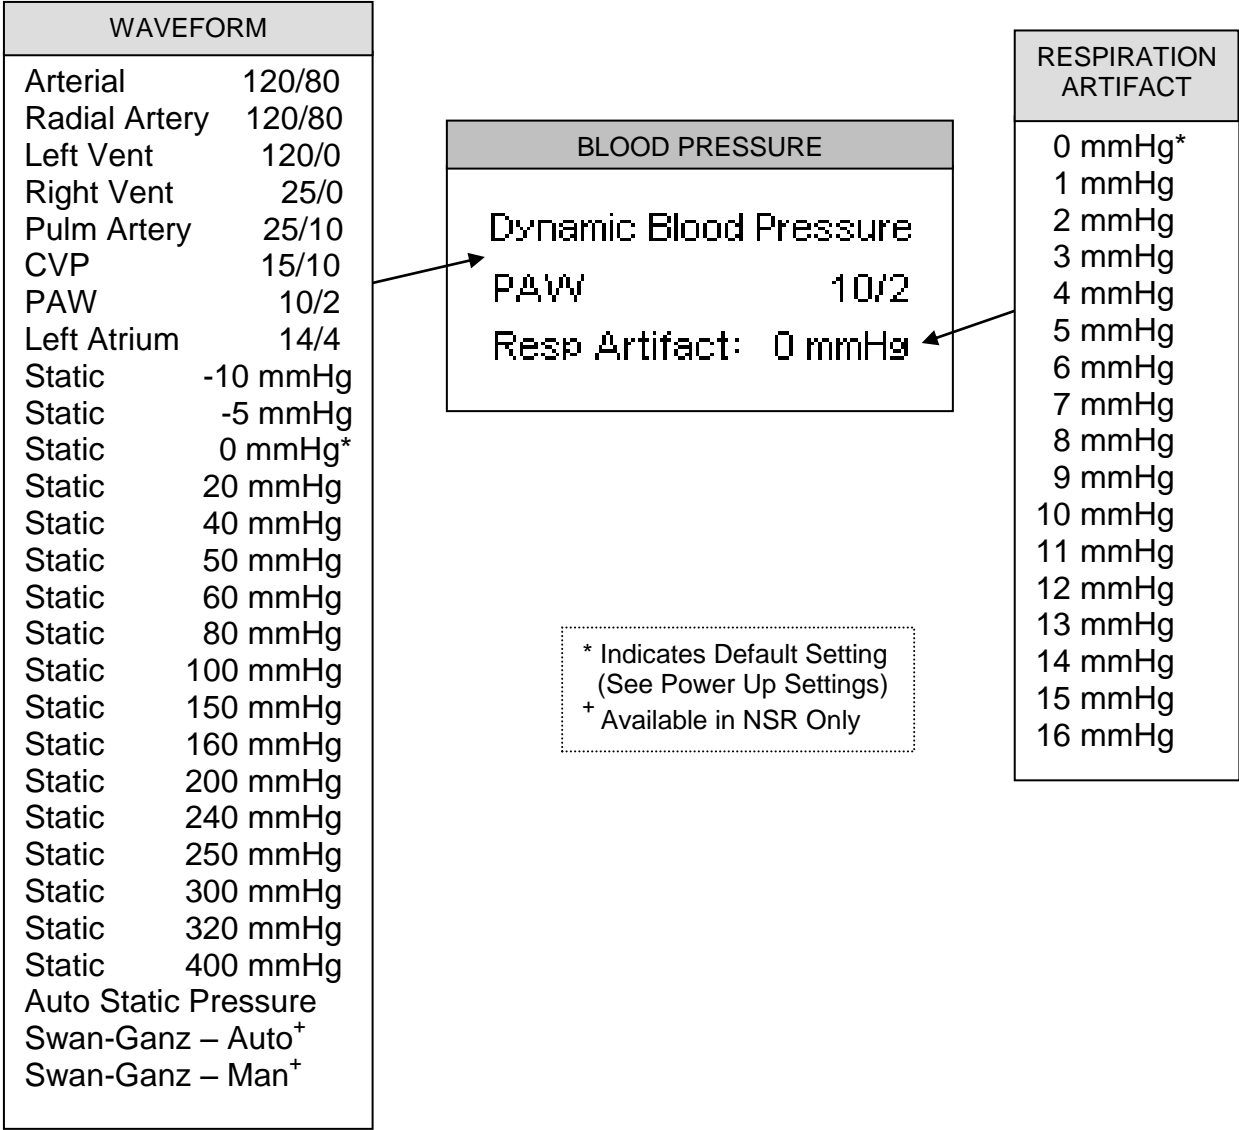 WAVEFORM
Arterial 120/80
Radial Artery 120/80
Left Vent 120/0
Right Vent 25/0
Pulm Artery 25/10
CVP 15/10
PAW 10/2
Left Atrium 14/4
Static -10 mmHg
Static -5 mmHg
Static 0 mmHg*
Static 20 mmHg
Static 40 mmHg
Static 50 mmHg
Static 60 mmHg
Static 80 mmHg
Static 100 mmHg
Static 150 mmHg
Static 160 mmHg
Static 200 mmHg
Static 240 mmHg
Static 250 mmHg
Static 300 mmHg
Static 320 mmHg
Static 400 mmHg
Auto Static Pressure
Swan-Ganz – Auto+
Swan-Ganz – Man+
BLOOD PRESSURE
Dynamic Blood Pressure
PAW 10/2
Resp Artifact: 0 mmHg
* Indicates Default Setting
(See Power Up Settings)
+ Available in NSR Only
RESPIRATION
ARTIFACT
0 mmHg*
1 mmHg
2 mmHg
3 mmHg
4 mmHg
5 mmHg
6 mmHg
7 mmHg
8 mmHg
9 mmHg
10 mmHg
11 mmHg
12 mmHg
13 mmHg
14 mmHg
15 mmHg
16 mmHg